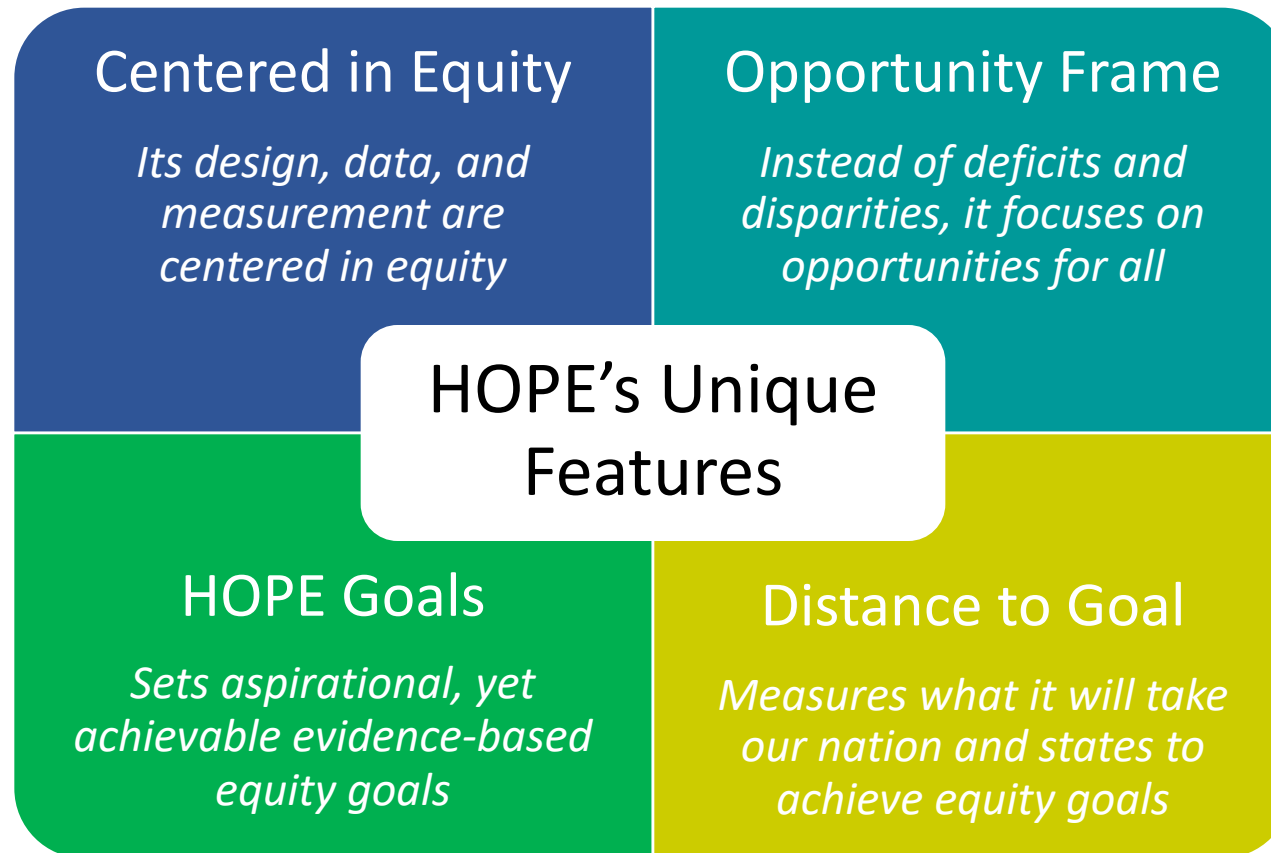 Centered in Equity
Its design, data, and
measurement are
centered in equity
Opportunity Frame
Instead of deficits and
disparities, it focuses on
opportunities for all
HOPE’s Unique
Features
HOPE Goals
Sets aspirational, yet
achievable evidence-based
equity goals
Distance to Goal
Measures what it will take
our nation and states to
achieve equity goals